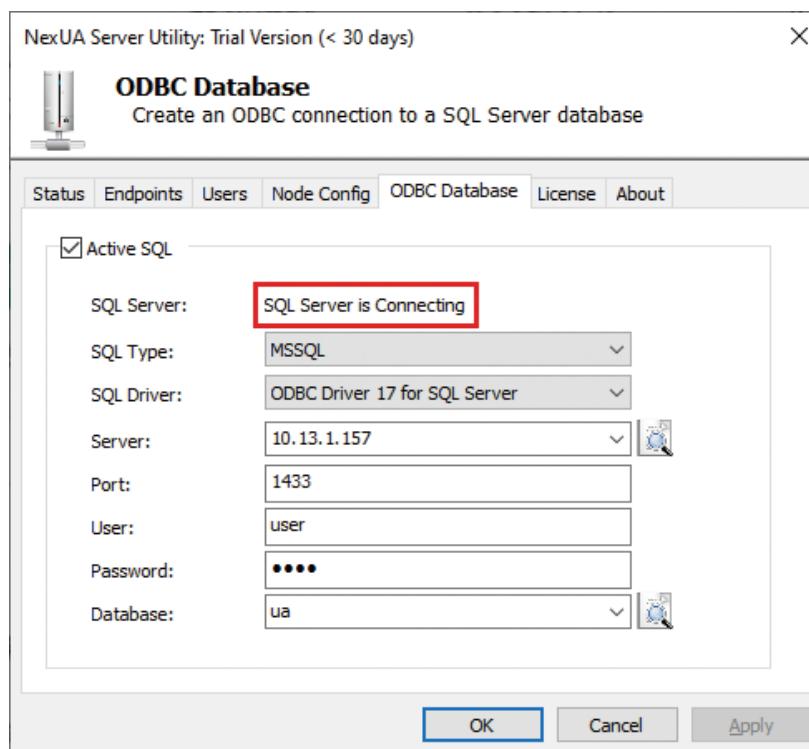 NexUA Server Utility: Trial Version (< 30 days)
ODBC Database
Create an ODBC connection to a SQL Server database
Status Endpoints Users Node Config ODBC Database License About
Active SQL
SQL Server: SQL Server is Connecting
SQL Type: MSSQL
SQL Driver: ODBC Driver 17 for SQL Server
Server: 10.13.1.157
Port: 1433
User: user
Password: ••••
Database: ua
OK Cancel Apply